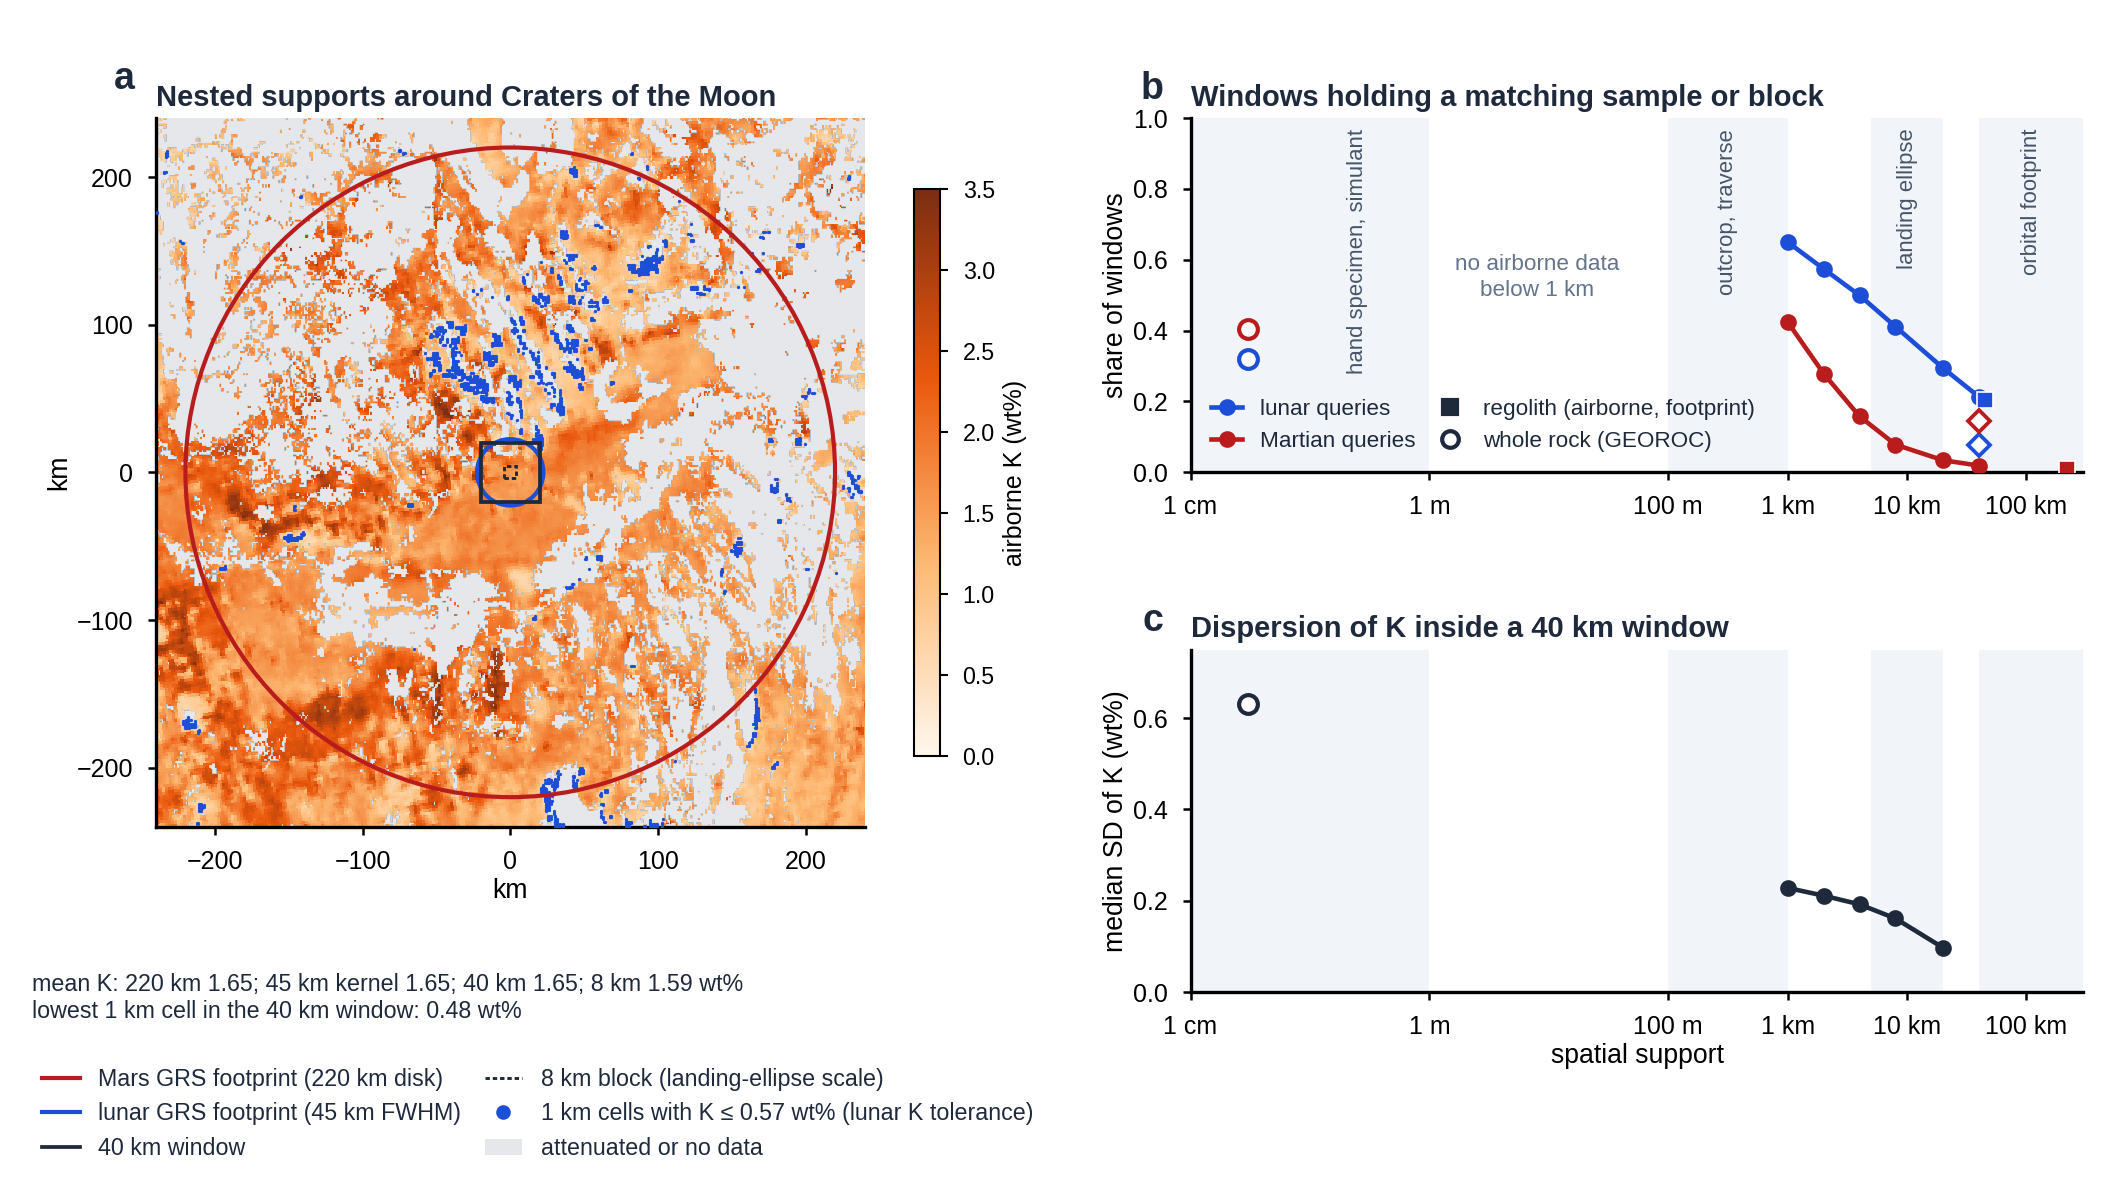 a
Nested supports around Craters of the Moon
200
100
0
−100
−200
km
−200
−100
0
100
200
km
3.5
3.0
2.5
2.0
1.5
1.0
0.5
0.0
airborne K (wt%)
mean K: 220 km 1.65; 45 km kernel 1.65; 40 km 1.65; 8 km 1.59 wt%
lowest 1 km cell in the 40 km window: 0.48 wt%
Mars GRS footprint (220 km disk)
lunar GRS footprint (45 km FWHM)
40 km window
8 km block (landing-ellipse scale)
1 km cells with K ≤ 0.57 wt% (lunar K tolerance)
attenuated or no data
b
Windows holding a matching sample or block
1.0
0.8
0.6
0.4
0.2
0.0
share of windows
hand specimen, simulant
no airborne data
below 1 km
outcrop, traverse
landing ellipse
orbital footprint
lunar queries
Martian queries
regolith (airborne, footprint)
whole rock (GEOROC)
1 cm
1 m
100 m
1 km
10 km
100 km
c
Dispersion of K inside a 40 km window
0.6
0.4
0.2
0.0
median SD of K (wt%)
1 cm
1 m
100 m
1 km
10 km
100 km
spatial support